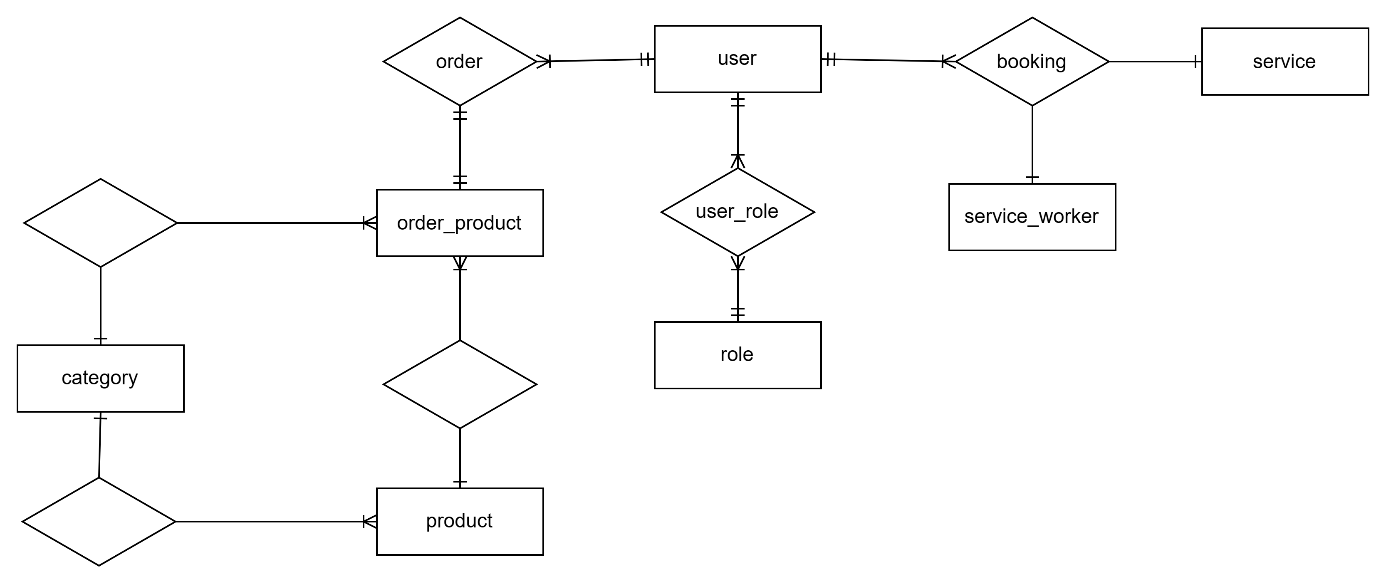 order
user
booking
service
order_product
user_role
service_worker
category
role
product